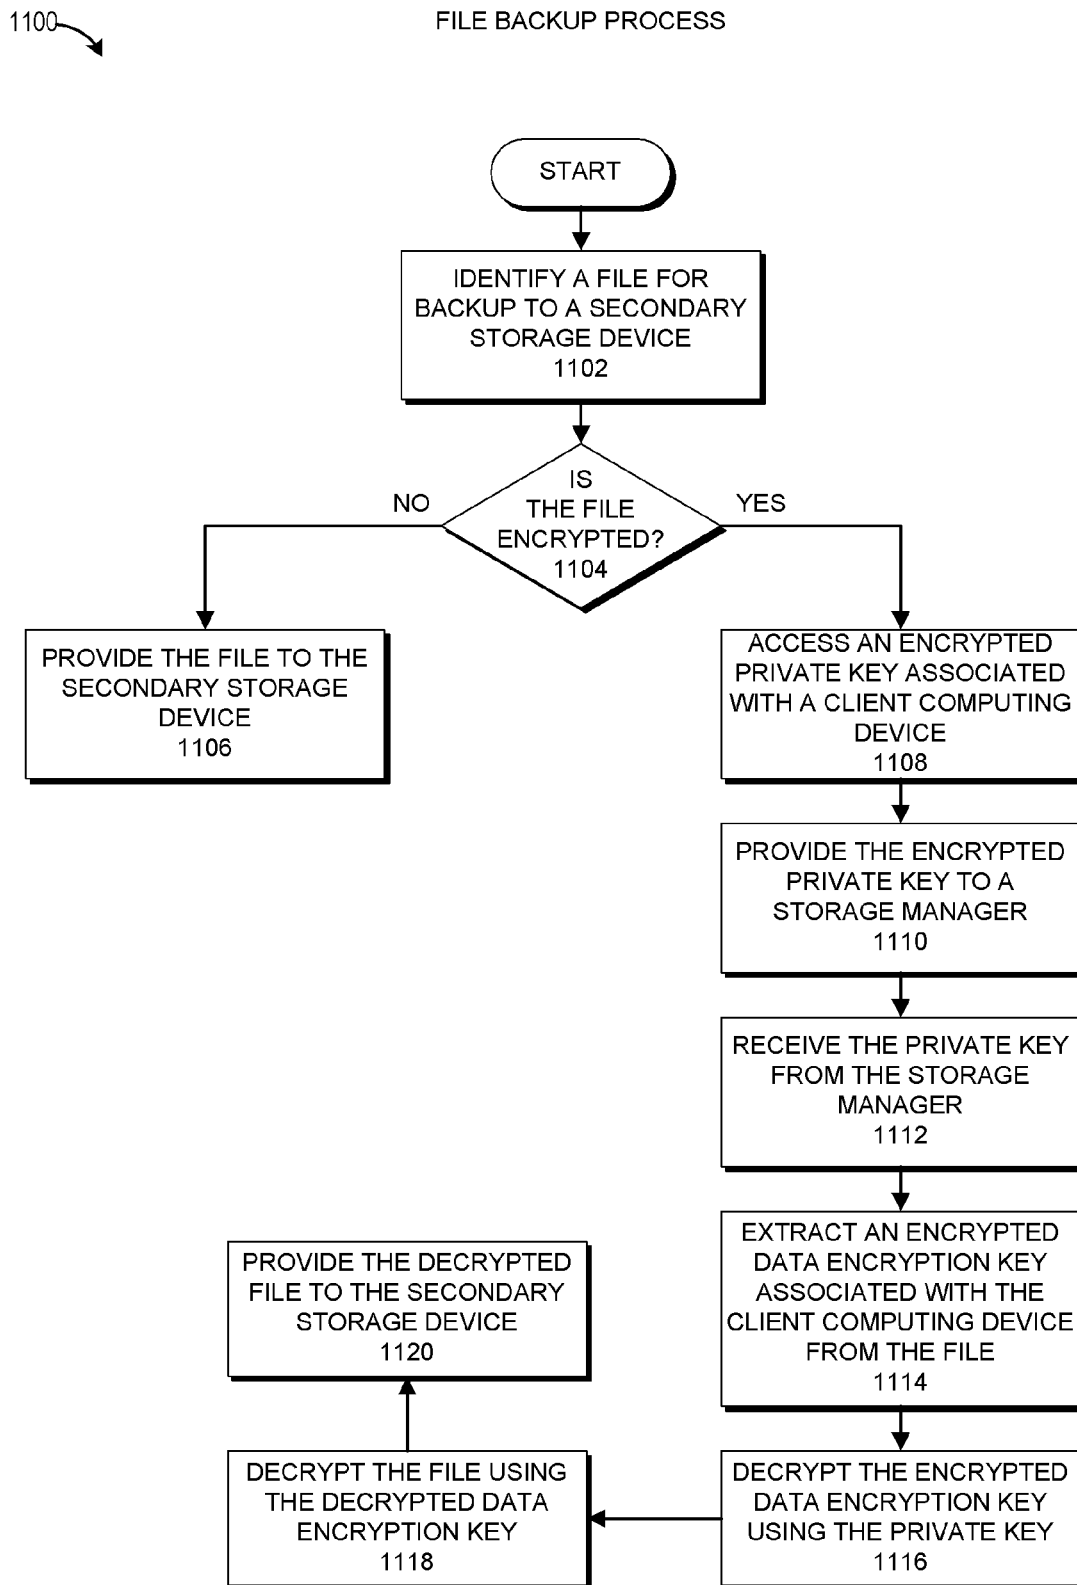 1100
FILE BACKUP PROCESS
START
IDENTIFY A FILE FOR
BACKUP TO A SECONDARY
STORAGE DEVICE
1102
IS
THE FILE
ENCRYPTED?
1104
NO
YES
PROVIDE THE FILE TO THE
SECONDARY STORAGE
DEVICE
1106
ACCESS AN ENCRYPTED
PRIVATE KEY ASSOCIATED
WITH A CLIENT COMPUTING
DEVICE
1108
PROVIDE THE ENCRYPTED
PRIVATE KEY TO A
STORAGE MANAGER
1110
RECEIVE THE PRIVATE KEY
FROM THE STORAGE
MANAGER
1112
EXTRACT AN ENCRYPTED
DATA ENCRYPTION KEY
ASSOCIATED WITH THE
CLIENT COMPUTING DEVICE
FROM THE FILE
1114
DECRYPT THE ENCRYPTED
DATA ENCRYPTION KEY
USING THE PRIVATE KEY
1116
DECRYPT THE FILE USING
THE DECRYPTED DATA
ENCRYPTION KEY
1118
PROVIDE THE DECRYPTED
FILE TO THE SECONDARY
STORAGE DEVICE
1120